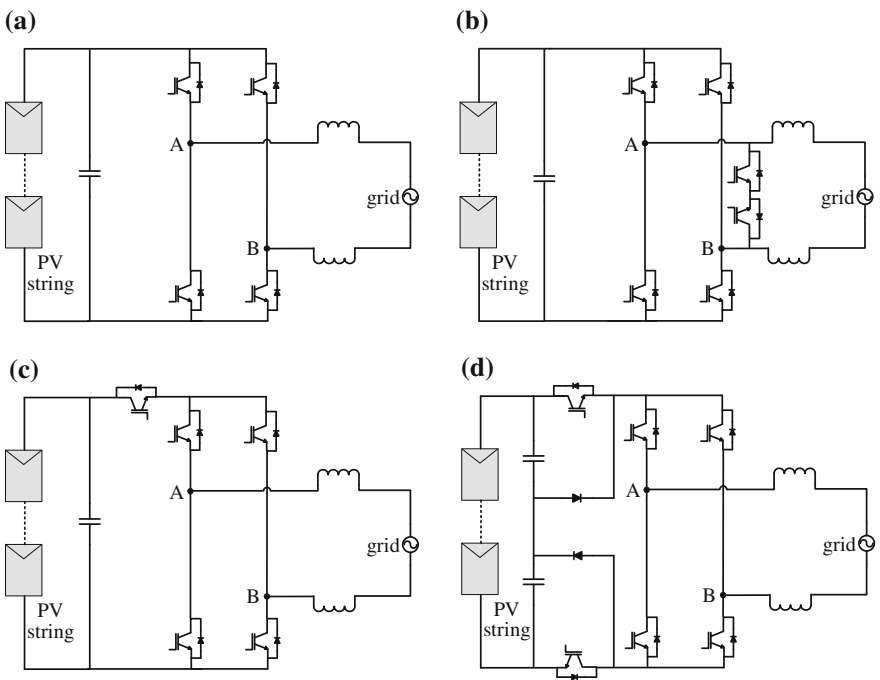 (a)
A
B
grid
PV
string
(b)
A
B
grid
PV
string
(c)
A
B
grid
PV
string
(d)
A
B
grid
PV
string